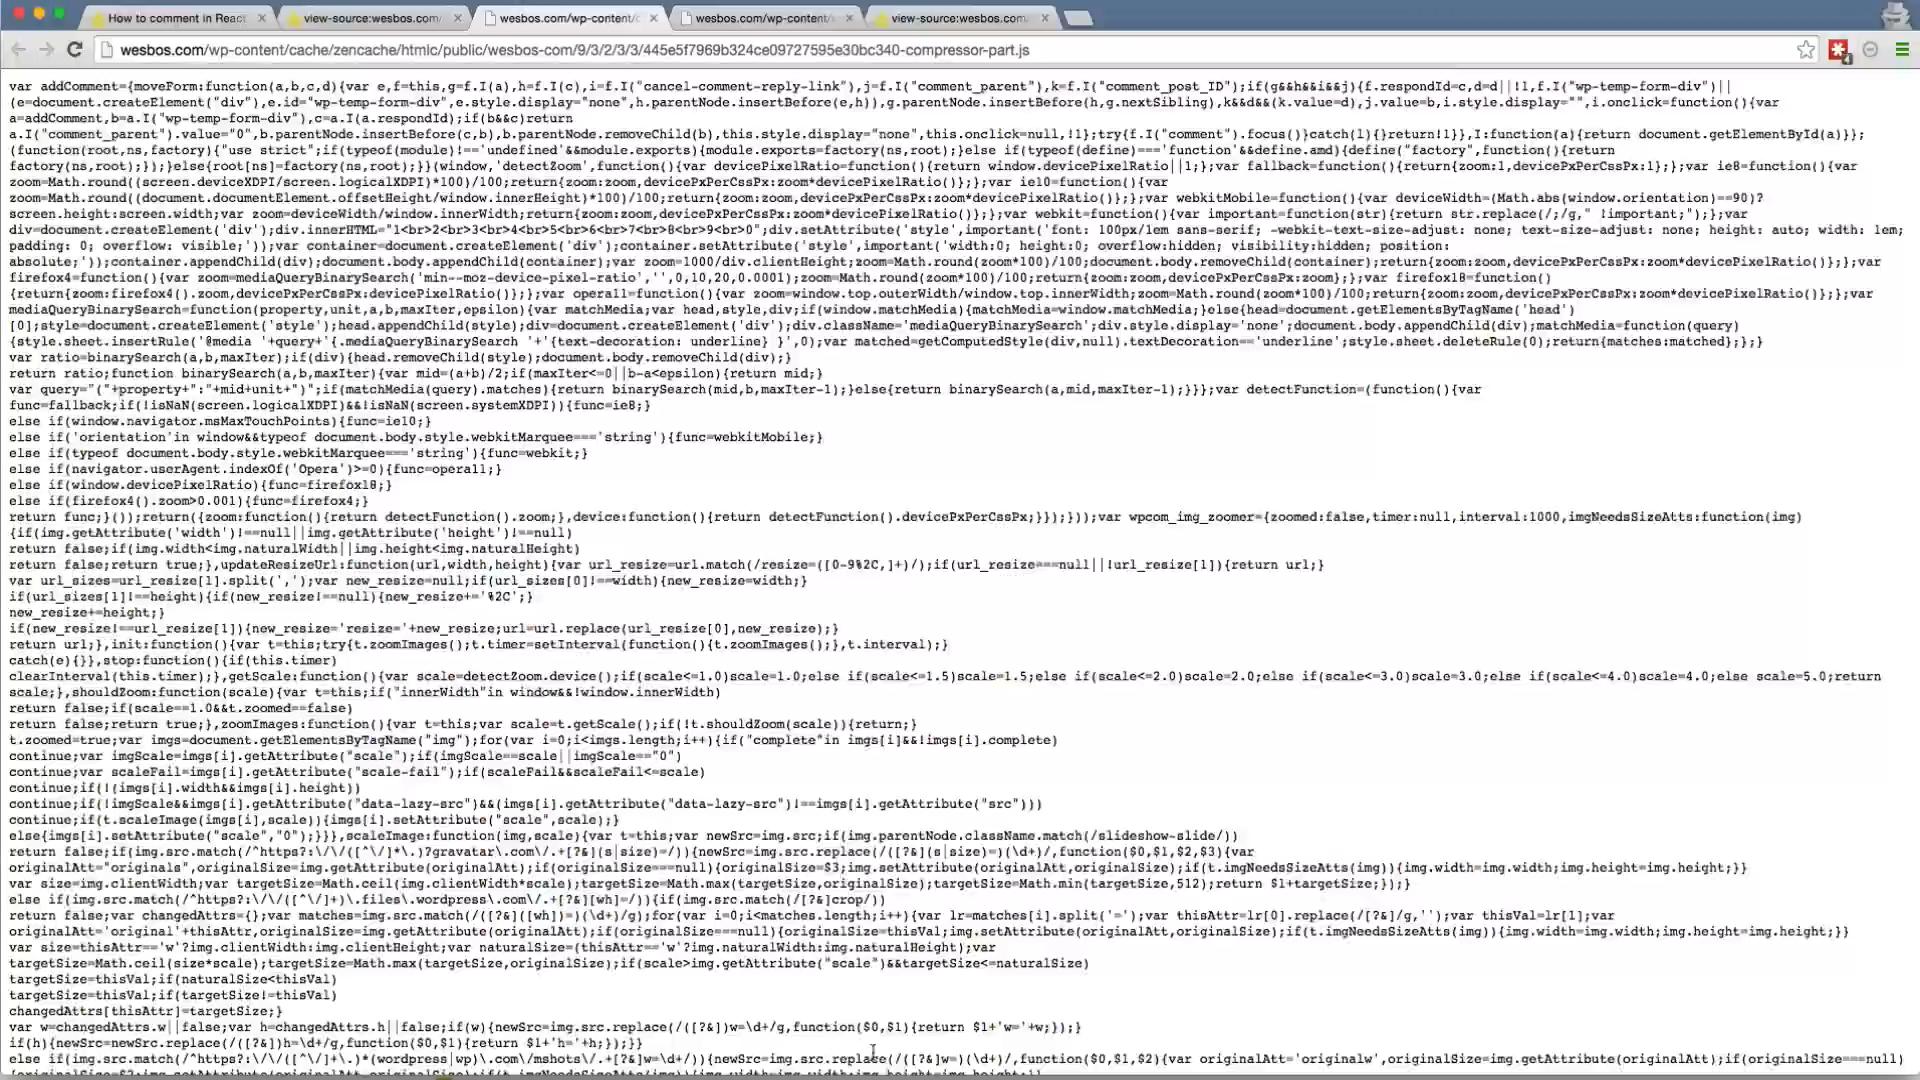 How to comment in React
view-source:wesbos.com/
wesbos.com/wp-content/c
wesbos.com/wp-content/
view-source:wesbos.com
wesbos.com/wp-content/cache/zencache/htmlc/public/wesbos-com/9/3/2/3/3/445e5f7969b324ce09727595e30bc340-compressor-part.js
var addComment={moveForm:function(a,b,c,d){var e,f=this,g=f.I(a),h=f.I(c),i=f.I("cancel-comment-reply-link"),j=f.I("comment_parent"),k=f.I("comment_post_ID");if(g&&h&&i&&j){f.respondId=c,d=d||!1,f.I("wp-temp-form-div")||
(e=document.createElement("div"),e.id="wp-temp-form-div",e.style.display="none",h.parentNode.insertBefore(e,h)),g.parentNode.insertBefore(h,g.nextSibling),k&&d&&(k.value=d),j.value=b,i.style.display="",i.onclick=function(){var
a=addComment,b=a.I("wp-temp-form-div"),c=a.I(a.respondId);if(b&&c)return
a.I("comment_parent").value="0",b.parentNode.insertBefore(c,b),b.parentNode.removeChild(b),this.style.display="none",this.onclick=null,!1};try{f.I("comment").focus()}catch(l){}return!1}},I:function(a){return document.getElementById(a)}};
(function(root,ns,factory){"use strict";if(typeof(module)!=='undefined'&&module.exports){module.exports=factory(ns,root);}else if(typeof(define)==='function'&&define.amd){define("factory",function(){return
factory(ns,root);});}else{root[ns]=factory(ns,root);}}(window,'detectZoom',function(){var devicePixelRatio=function(){return window.devicePixelRatio||1;};var fallback=function(){return{zoom:1,devicePxPerCssPx:1};};var ie8=function(){var
zoom=Math.round((screen.deviceXDPI/screen.logicalXDPI)*100)/100;return{zoom:zoom,devicePxPerCssPx:zoom*devicePixelRatio()};};var ie10=function(){var
zoom=Math.round((document.documentElement.offsetHeight/window.innerHeight)*100)/100;return{zoom:zoom,devicePxPerCssPx:zoom*devicePixelRatio()};};var webkitMobile=function(){var deviceWidth=(Math.abs(window.orientation)==90)?
screen.height:screen.width;var zoom=deviceWidth/window.innerWidth;return{zoom:zoom,devicePxPerCssPx:zoom*devicePixelRatio()};};var webkit=function(){var important=function(str){return str.replace(/;/g," !important;");};var
div=document.createElement('div');div.innerHTML="1<br>2<br>3<br>4<br>5<br>6<br>7<br>8<br>9<br>0";div.setAttribute('style',important('font: 100px/1em sans-serif; -webkit-text-size-adjust: none; text-size-adjust: none; height: auto; width: 1em;
padding: 0; overflow: visible;'));var container=document.createElement('div');container.setAttribute('style',important('width:0; height:0; overflow:hidden; visibility:hidden; position:
absolute;'));container.appendChild(div);document.body.appendChild(container);var zoom=1000/div.clientHeight;zoom=Math.round(zoom*100)/100;document.body.removeChild(container);return{zoom:zoom,devicePxPerCssPx:zoom*devicePixelRatio()};};var
firefox4=function(){var zoom=mediaQueryBinarySearch('min--moz-device-pixel-ratio','',0,10,20,0.0001);zoom=Math.round(zoom*100)/100;return{zoom:zoom,devicePxPerCssPx:zoom};};var firefox18=function()
{return{zoom:firefox4().zoom,devicePxPerCssPx:devicePixelRatio()};};var opera11=function(){var zoom=window.top.outerWidth/window.top.innerWidth;zoom=Math.round(zoom*100)/100;return{zoom:zoom,devicePxPerCssPx:zoom*devicePixelRatio()};};var
mediaQueryBinarySearch=function(property,unit,a,b,maxIter,epsilon){var matchMedia;var head,style,div;if(window.matchMedia){matchMedia=window.matchMedia;}else{head=document.getElementsByTagName('head')
[0];style=document.createElement('style');head.appendChild(style);div=document.createElement('div');div.className='mediaQueryBinarySearch';div.style.display='none';document.body.appendChild(div);matchMedia=function(query)
{style.sheet.insertRule('@media '+query+'{.mediaQueryBinarySearch '+'{text-decoration: underline} }',0);var matched=getComputedStyle(div,null).textDecoration=='underline';style.sheet.deleteRule(0);return{matches:matched};};}
var ratio=binarySearch(a,b,maxIter);if(div){head.removeChild(style);document.body.removeChild(div);}
return ratio;function binarySearch(a,b,maxIter){var mid=(a+b)/2;if(maxIter<=0||b-a<epsilon){return mid;}
var query="("+property+":"+mid+unit+")";if(matchMedia(query).matches){return binarySearch(mid,b,maxIter-1);}else{return binarySearch(a,mid,maxIter-1);}}};var detectFunction=(function(){var
func=fallback;if(!isNaN(screen.logicalXDPI)&&!isNaN(screen.systemXDPI)){func=ie8;}
else if(window.navigator.msMaxTouchPoints){func=ie10;}
else if('orientation'in window&&typeof document.body.style.webkitMarquee==='string'){func=webkitMobile;}
else if(typeof document.body.style.webkitMarquee==='string'){func=webkit;}
else if(navigator.userAgent.indexOf('Opera')>=0){func=opera11;}
else if(window.devicePixelRatio){func=firefox18;}
else if(firefox4().zoom>0.001){func=firefox4;}
return func;}());return({zoom:function(){return detectFunction().zoom;},device:function(){return detectFunction().devicePxPerCssPx;}});}));var wpcom_img_zoomer={zoomed:false,timer:null,interval:1000,imgNeedsSizeAtts:function(img)
{if(img.getAttribute('width')!==null||img.getAttribute('height')!==null)
return false;if(img.width<img.naturalWidth||img.height<img.naturalHeight)
return false;return true;},updateResizeUrl:function(url,width,height){var url_resize=url.match(/resize=([0-9%2C,]+)/);if(url_resize===null||!url_resize[1]){return url;}
var url_sizes=url_resize[1].split(',');var new_resize=null;if(url_sizes[0]!==width){new_resize=width;}
if(url_sizes[1]!==height){if(new_resize!==null){new_resize+='%2C';}
new_resize+=height;}
if(new_resize!==url_resize[1]){new_resize='resize='+new_resize;url=url.replace(url_resize[0],new_resize);}
return url;},init:function(){var t=this;try{t.zoomImages();t.timer=setInterval(function(){t.zoomImages();},t.interval);}
catch(e){}},stop:function(){if(this.timer)
clearInterval(this.timer);},getScale:function(){var scale=detectZoom.device();if(scale<=1.0)scale=1.0;else if(scale<=1.5)scale=1.5;else if(scale<=2.0)scale=2.0;else if(scale<=3.0)scale=3.0;else if(scale<=4.0)scale=4.0;else scale=5.0;return
scale;},shouldZoom:function(scale){var t=this;if("innerWidth"in window&&!window.innerWidth)
return false;if(scale==1.0&&t.zoomed==false)
return false;return true;},zoomImages:function(){var t=this;var scale=t.getScale();if(!t.shouldZoom(scale)){return;}
t.zoomed=true;var imgs=document.getElementsByTagName("img");for(var i=0;i<imgs.length;i++){if("complete"in imgs[i]&&!imgs[i].complete)
continue;var imgScale=imgs[i].getAttribute("scale");if(imgScale==scale||imgScale=="0")
continue;var scaleFail=imgs[i].getAttribute("scale-fail");if(scaleFail&&scaleFail<=scale)
continue;if(!(imgs[i].width&&imgs[i].height))
continue;if(!imgScale&&imgs[i].getAttribute("data-lazy-src")&&(imgs[i].getAttribute("data-lazy-src")!==imgs[i].getAttribute("src")))
continue;if(t.scaleImage(imgs[i],scale)){imgs[i].setAttribute("scale",scale);}
else{imgs[i].setAttribute("scale","0");}}},scaleImage:function(img,scale){var t=this;var newSrc=img.src;if(img.parentNode.className.match(/slideshow-slide/))
return false;if(img.src.match(/^https?:\/\/([^\/]*\.)?gravatar\.com\/.+[?&](s|size)=/)){newSrc=img.src.replace(/([?&](s|size)=)(\d+)/,function($0,$1,$2,$3){var
originalAtt="originals",originalSize=img.getAttribute(originalAtt);if(originalSize===null){originalSize=$3;img.setAttribute(originalAtt,originalSize);if(t.imgNeedsSizeAtts(img)){img.width=img.width;img.height=img.height;}}
var size=img.clientWidth;var targetSize=Math.ceil(img.clientWidth*scale);targetSize=Math.max(targetSize,originalSize);targetSize=Math.min(targetSize,512);return $1+targetSize;});}
else if(img.src.match(/^https?:\/\/([^\/]+)\.files\.wordpress\.com\/.+[?&][wh]=/)){if(img.src.match(/[?&]crop/))
return false;var changedAttrs={};var matches=img.src.match(/([?&]([wh])=)(\d+)/g);for(var i=0;i<matches.length;i++){var lr=matches[i].split('=');var thisAttr=lr[0].replace(/[?&]/g,'');var thisVal=lr[1];var
originalAtt='original'+thisAttr,originalSize=img.getAttribute(originalAtt);if(originalSize===null){originalSize=thisVal;img.setAttribute(originalAtt,originalSize);if(t.imgNeedsSizeAtts(img)){img.width=img.width;img.height=img.height;}}
var size=thisAttr=='w'?img.clientWidth:img.clientHeight;var naturalSize=(thisAttr=='w'?img.naturalWidth:img.naturalHeight);var
targetSize=Math.ceil(size*scale);targetSize=Math.max(targetSize,originalSize);if(scale>img.getAttribute("scale")&&targetSize<=naturalSize)
targetSize=thisVal;if(naturalSize<thisVal)
targetSize=thisVal;if(targetSize!=thisVal)
changedAttrs[thisAttr]=targetSize;}
var w=changedAttrs.w||false;var h=changedAttrs.h||false;if(w){newSrc=img.src.replace(/([?&])w=\d+/g,function($0,$1){return $1+'w='+w;});}
if(h){newSrc=newSrc.replace(/([?&])h=\d+/g,function($0,$1){return $1+'h='+h;});}}
else if(img.src.match(/^https?:\/\/([^\/]+\.)*(wordpress|wp)\.com\/mshots\/.+[?&]w=\d+/)){newSrc=img.src.replace(/([?&]w=)(\d+)/,function($0,$1,$2){var originalAtt='originalw',originalSize=img.getAttribute(originalAtt);if(originalSize===null)